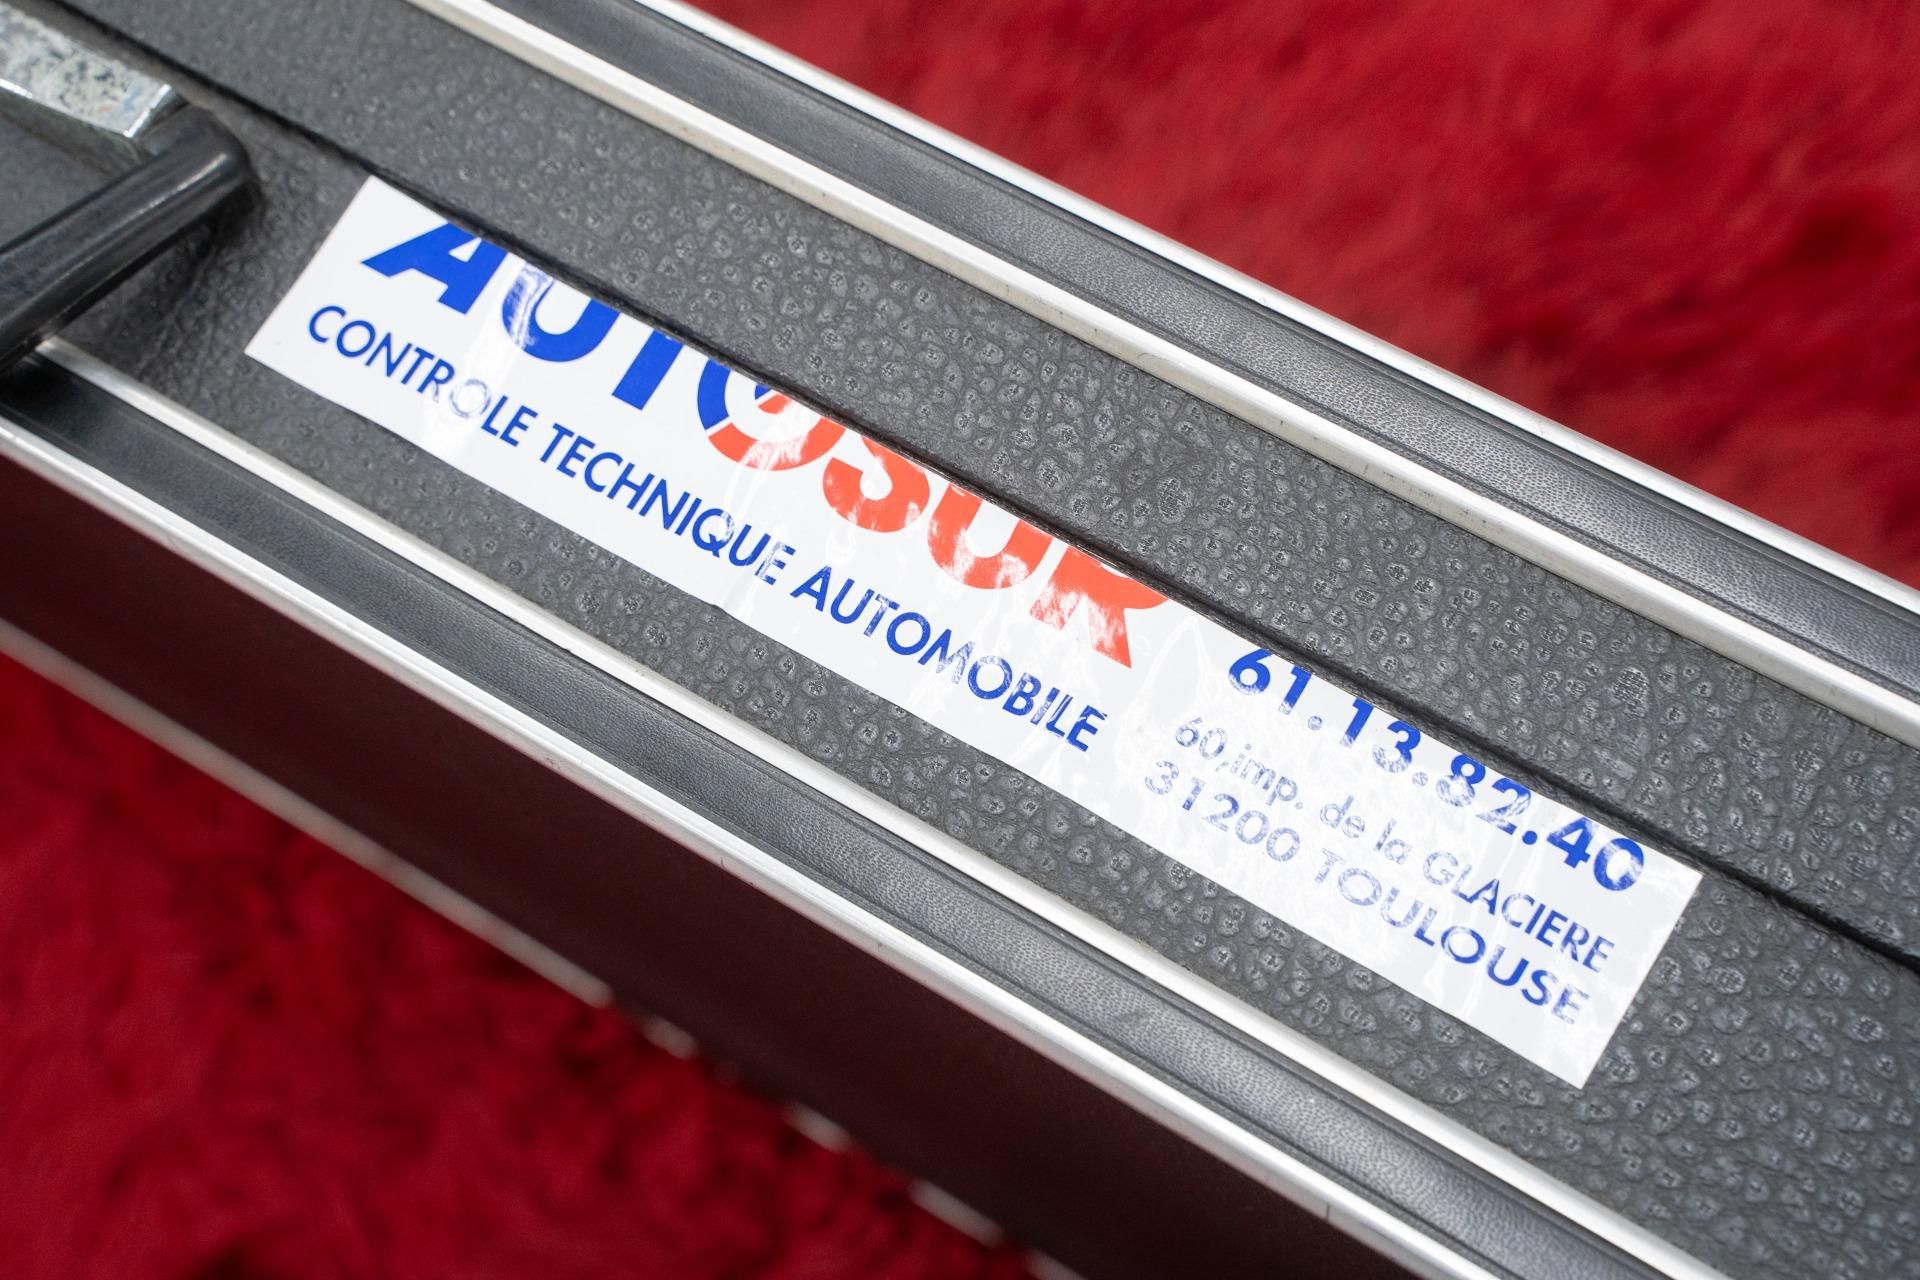 AUTOSUR
CONTROLE TECHNIQUE AUTOMOBILE
61.13.82.40
60,imp. de la GLACIERE
31200 TOULOUSE